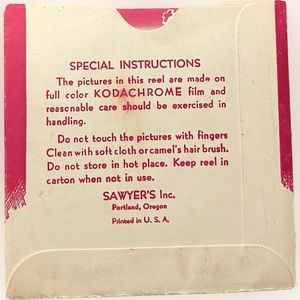 SPECIAL INSTRUCTIONS
The pictures in this reel are made on
full color KODACHROME film and
reasonable care should be exercised in
handling.
Do not touch the pictures with fingers
Clean with soft cloth or camel's hair brush.
Do not store in hot place. Keep reel in
carton when not in use.
SAWYER'S Inc.
Portland, Oregon
Printed in U. S. A.